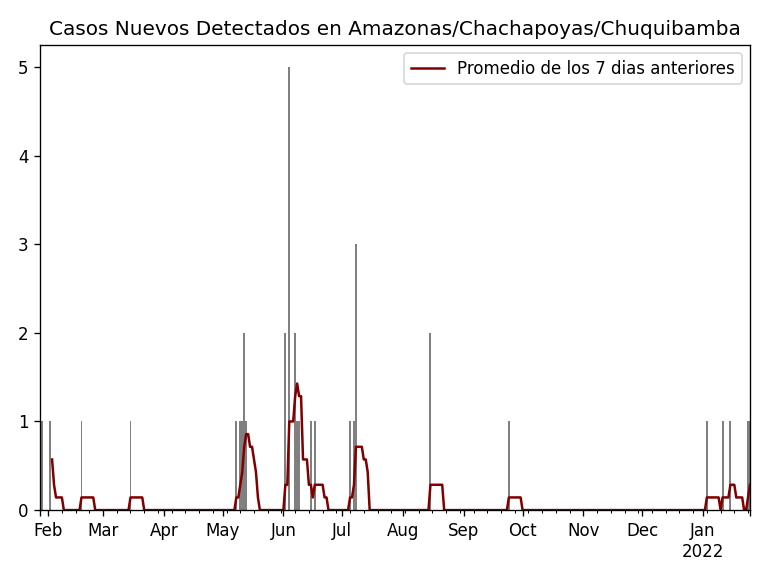 Casos Nuevos Detectados en Amazonas/Chachapoyas/Chuquibamba
Promedio de los 7 dias anteriores
5
4
3
2
1
0
Feb Mar Apr May Jun Jul Aug Sep Oct Nov Dec Jan
2022